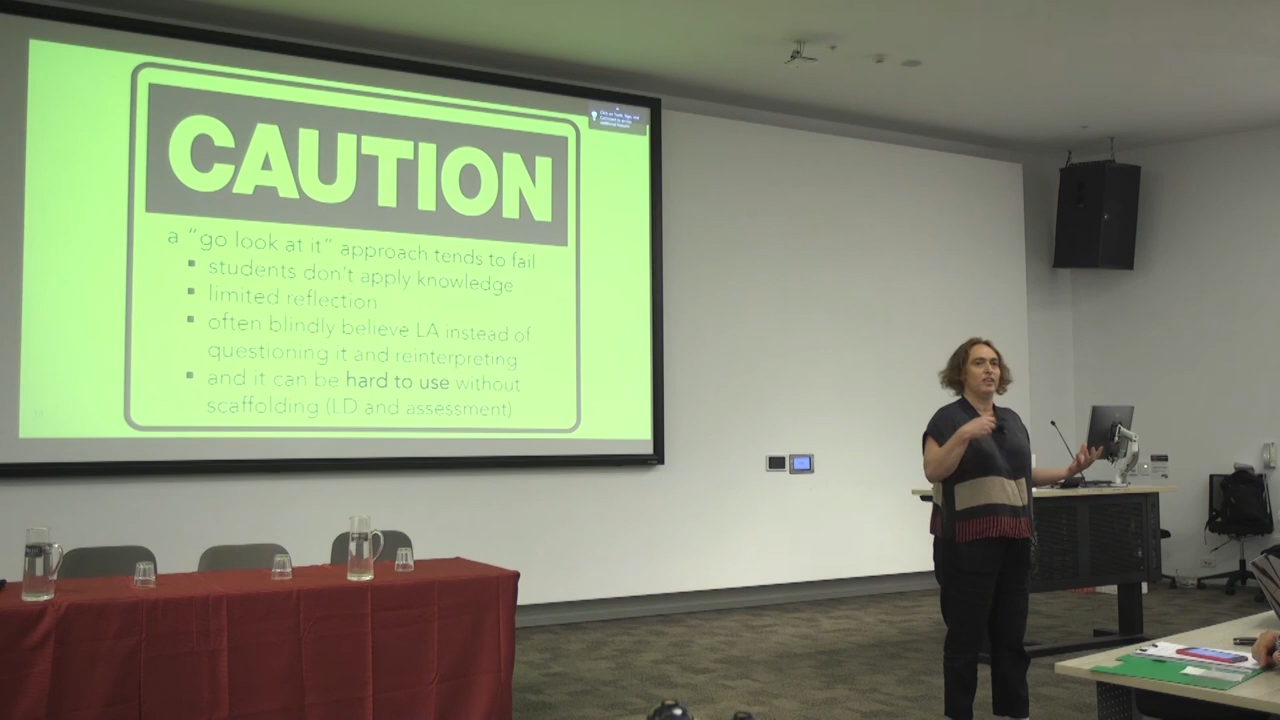 CAUTION
a “go look at it” approach tends to fail
▪ students don't apply knowledge
▪ limited reflection
▪ often blindly believe LA instead of
questioning it and reinterpreting
▪ and it can be hard to use without
scaffolding (LD and assessment)